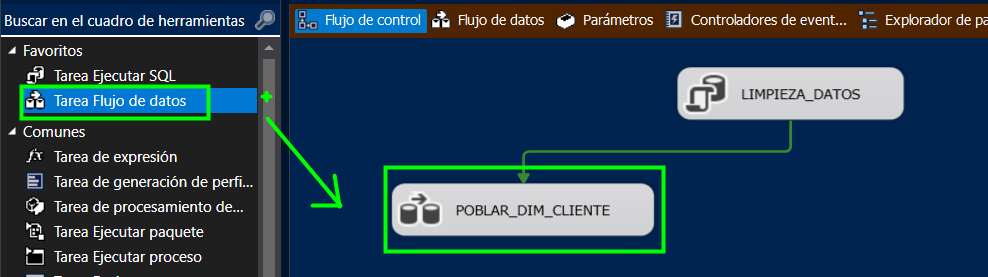 Buscar en el cuadro de herramientas
Favoritos
Tarea Ejecutar SQL
Tarea Flujo de datos
Comunes
Tarea de expresión
Tarea de generación de perfi...
Tarea de procesamiento de...
Tarea Ejecutar paquete
Tarea Ejecutar proceso
Flujo de control
Flujo de datos
Parámetros
Controladores de event...
Explorador de pa
LIMPIEZA_DATOS
POBLAR_DIM_CLIENTE